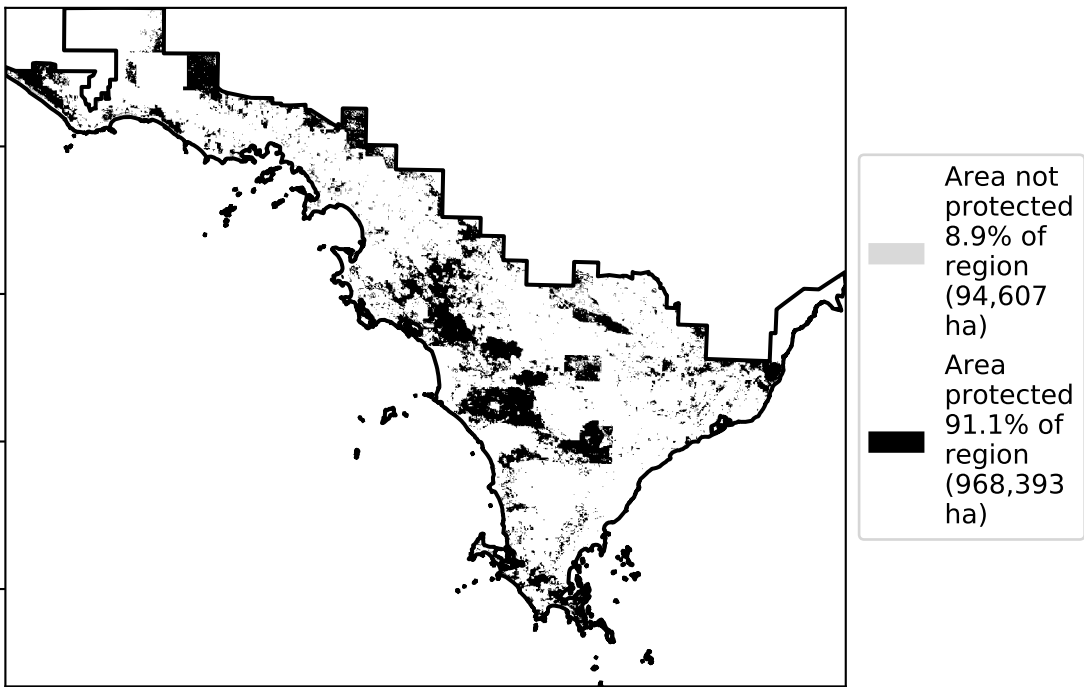 Area not
protected
8.9% of
region
(94,607
ha)
Area
protected
91.1% of
region
(968,393
ha)